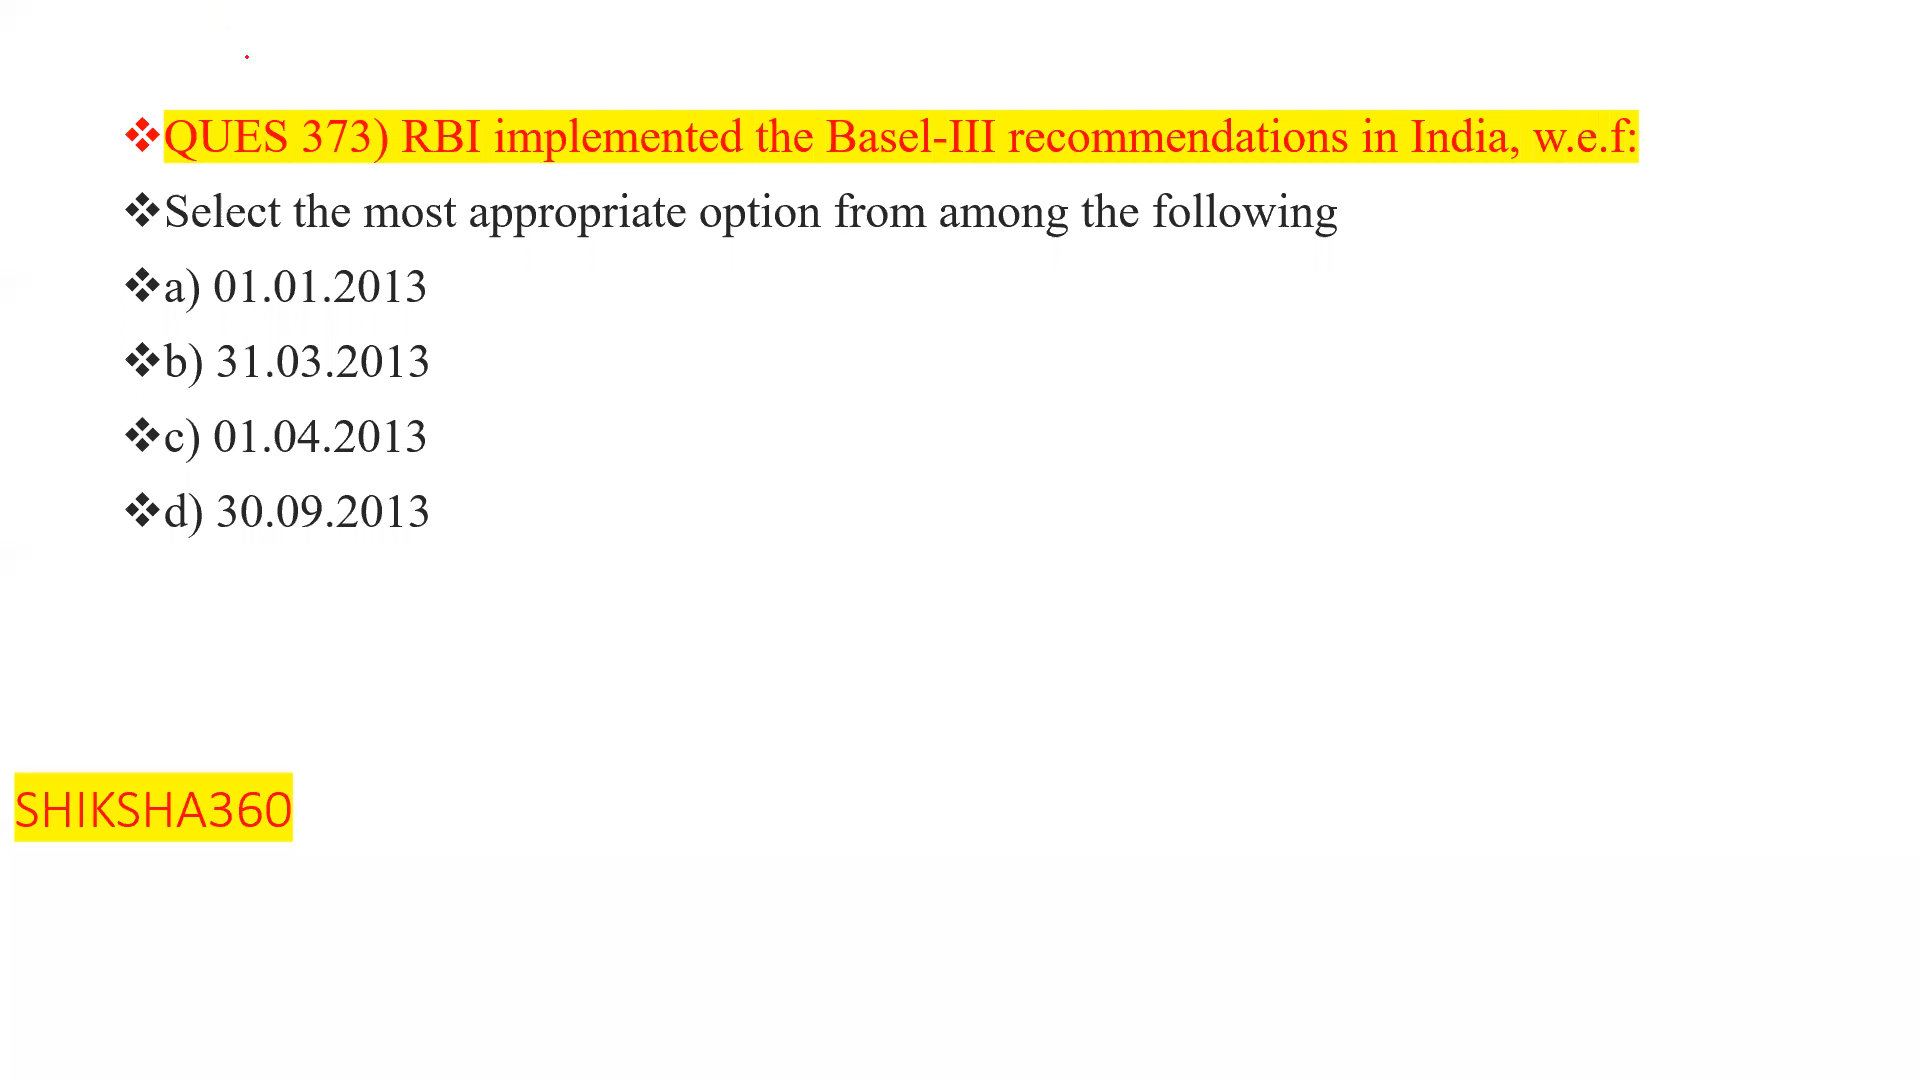 ❖QUES 373) RBI implemented the Basel-III recommendations in India, w.e.f:
❖Select the most appropriate option from among the following
❖a) 01.01.2013
❖b) 31.03.2013
❖c) 01.04.2013
❖d) 30.09.2013
SHIKSHA360